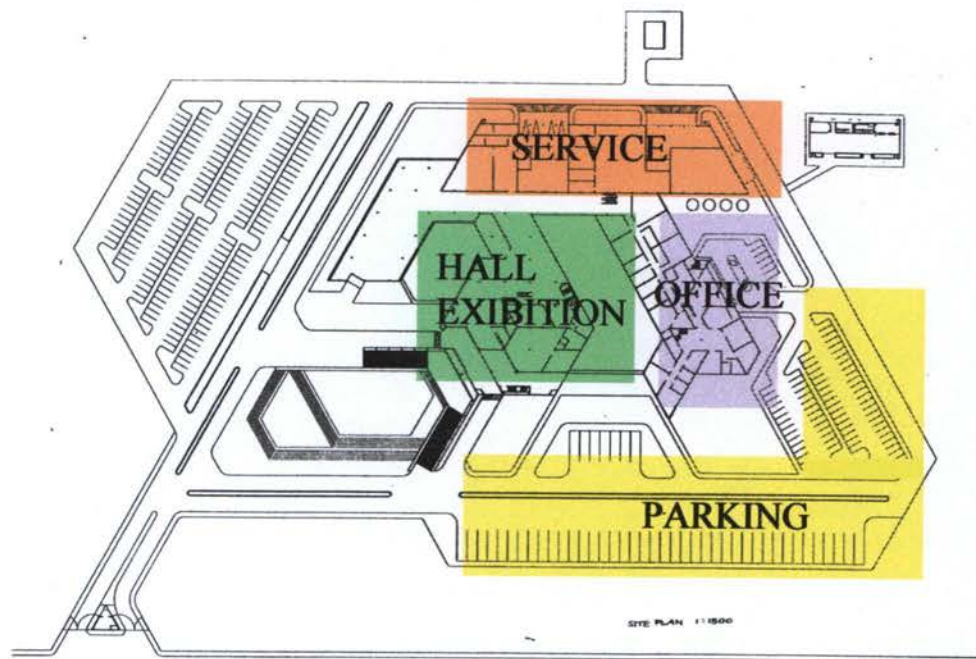 SERVICE
HALL
EXIBITION
OFFICE
PARKING
SITE PLAN 1:1500